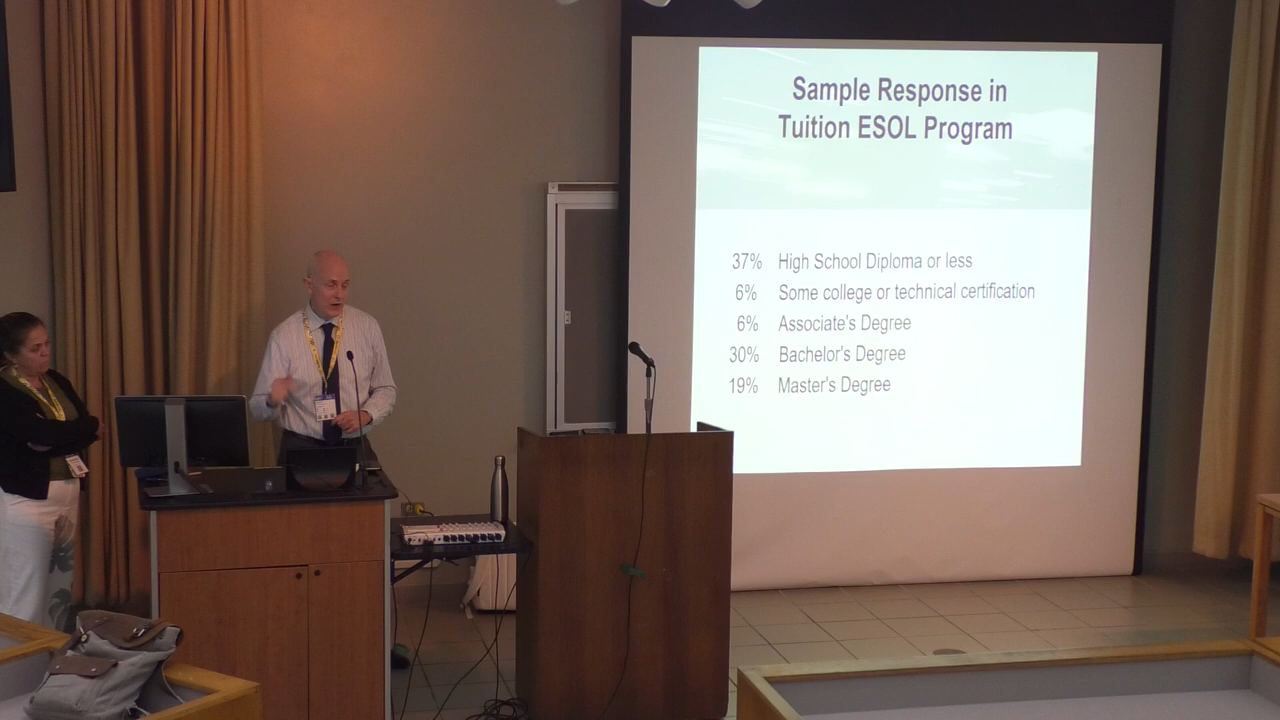 Sample Response in
Tuition ESOL Program
37% High School Diploma or less
6% Some college or technical certification
6% Associate's Degree
30% Bachelor's Degree
19% Master's Degree